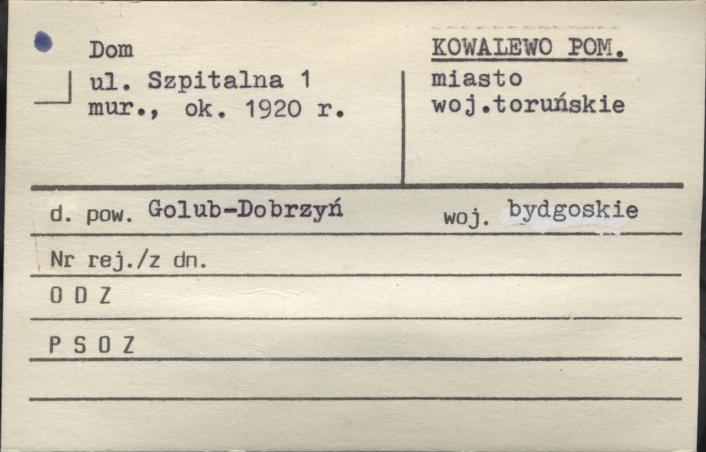 Dom
ul. Szpitalna 1
mur., ok. 1920 r.
KOWALEWO POM.
miasto
woj.toruńskie
d. pow. Golub-Dobrzyń woj. bydgoskie
Nr rej./z dn.
O D Z
P S O Z